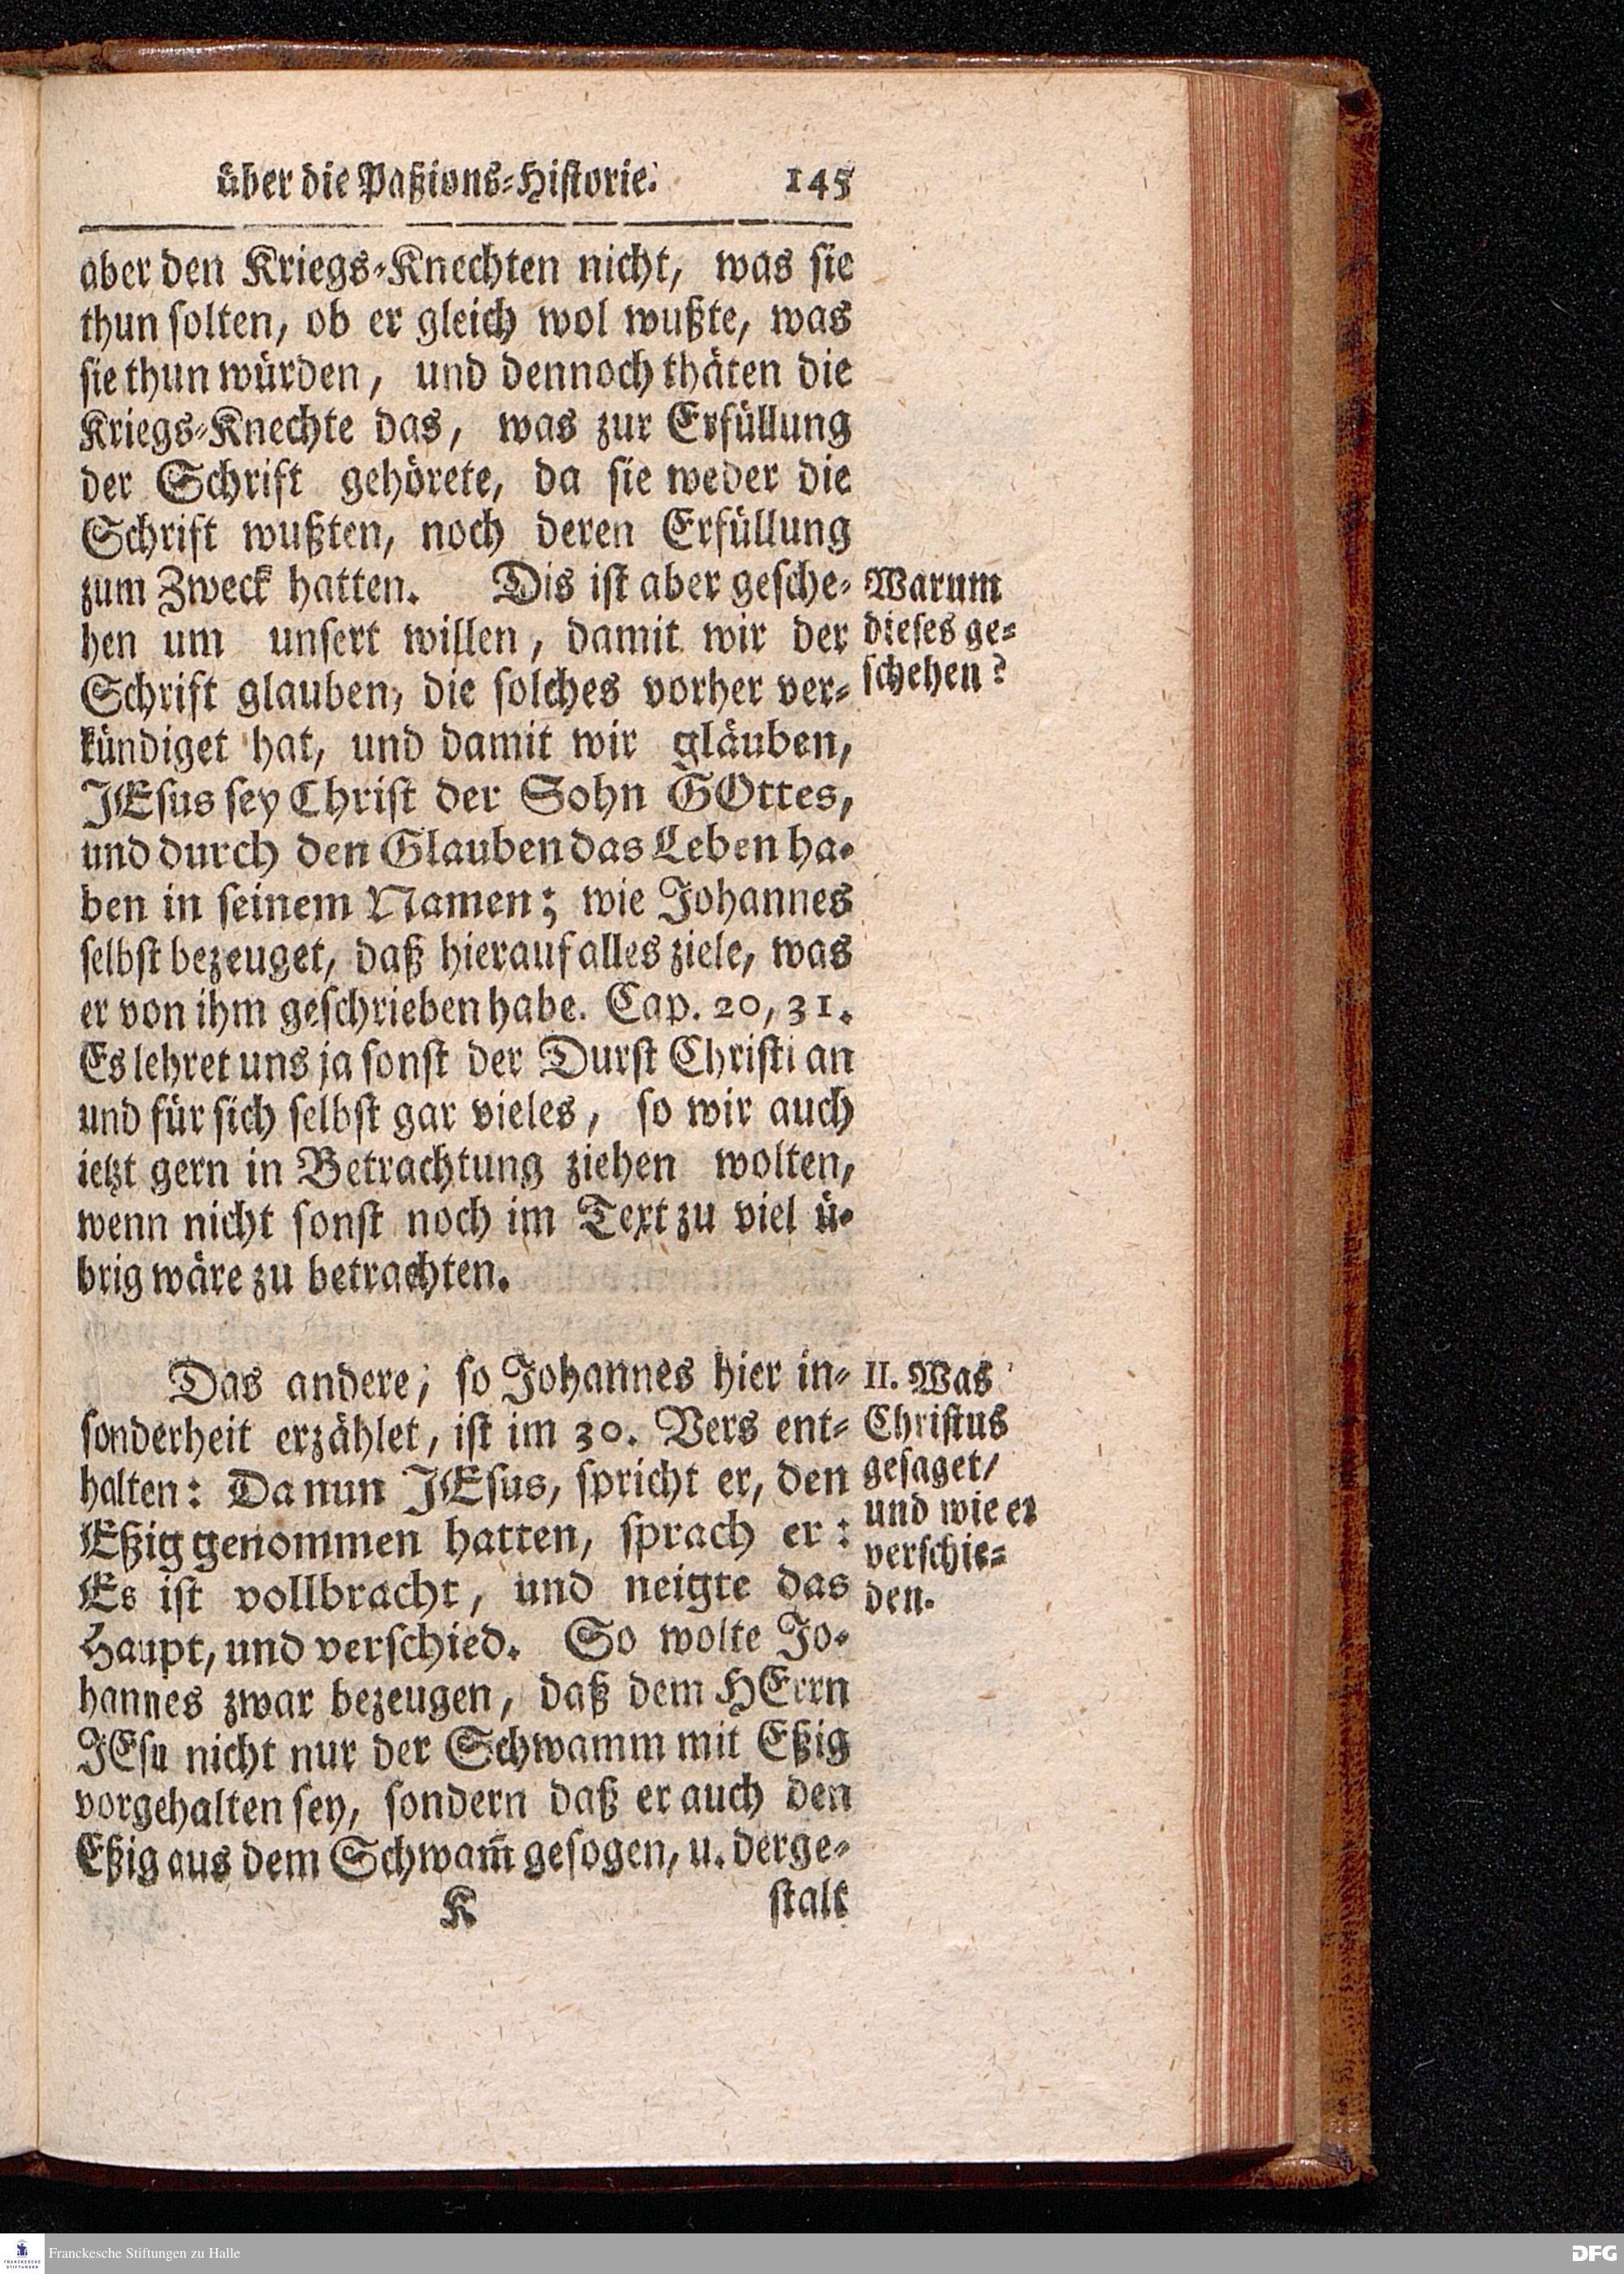 über die Paßions-Historie. 145
aber den Kriegs-Knechten nicht, was sie
thun solten, ob er gleich wol wußte, was
sie thun würden, und dennoch thäten die
Kriegs-Knechte das, was zur Erfüllung
der Schrift gehörete, da sie weder die
Schrift wußten, noch deren Erfüllung
zum Zweck hatten. Dis ist aber gesche-
hen um unsert willen, damit wir der
Schrift glauben, die solches vorher ver-
kündiget hat, und damit wir gläuben,
JEsus sey Christ der Sohn GOttes,
und durch den Glauben das Leben ha-
ben in seinem Namen; wie Johannes
selbst bezeuget, daß hierauf alles ziele, was
er von ihm geschrieben habe. Cap. 20, 31.
Es lehret uns ja sonst der Durst Christi an
und für sich selbst gar vieles, so wir auch
ietzt gern in Betrachtung ziehen wolten,
wenn nicht sonst noch im Text zu viel ü-
brig wäre zu betrachten.
Warum
dieses ge-
schehen?
Das andere, so Johannes hier in-
sonderheit erzählet, ist im 30. Vers ent-
halten: Da nun JEsus, spricht er, den
Eßig genommen hatten, sprach er:
Es ist vollbracht, und neigte das
Haupt, und verschied. So wolte Jo-
hannes zwar bezeugen, daß dem HErrn
JEsu nicht nur der Schwamm mit Eßig
vorgehalten sey, sondern daß er auch den
Eßig aus dem Schwam̃ gesogen, u. derge-
II. Was
Christus
gesaget/
und wie er
verschie-
den.
K stalt
Franckesche Stiftungen zu Halle
FRANCKESCHE
STIFTUNGEN
DFG